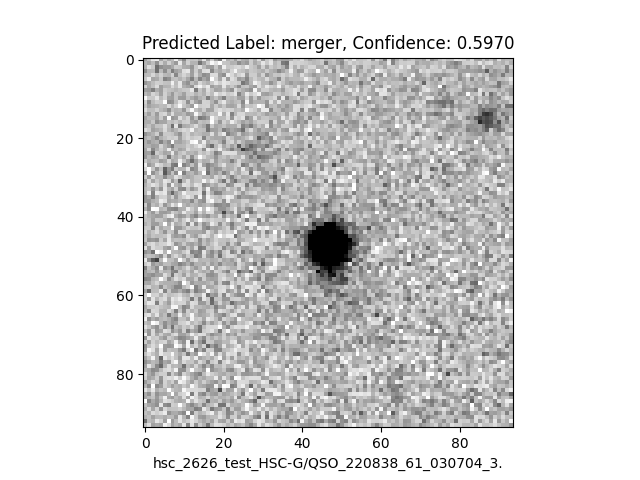 Predicted Label: merger, Confidence: 0.5970
0
20
40
60
80
0 20 40 60 80
hsc_2626_test_HSC-G/QSO_220838_61_030704_3.